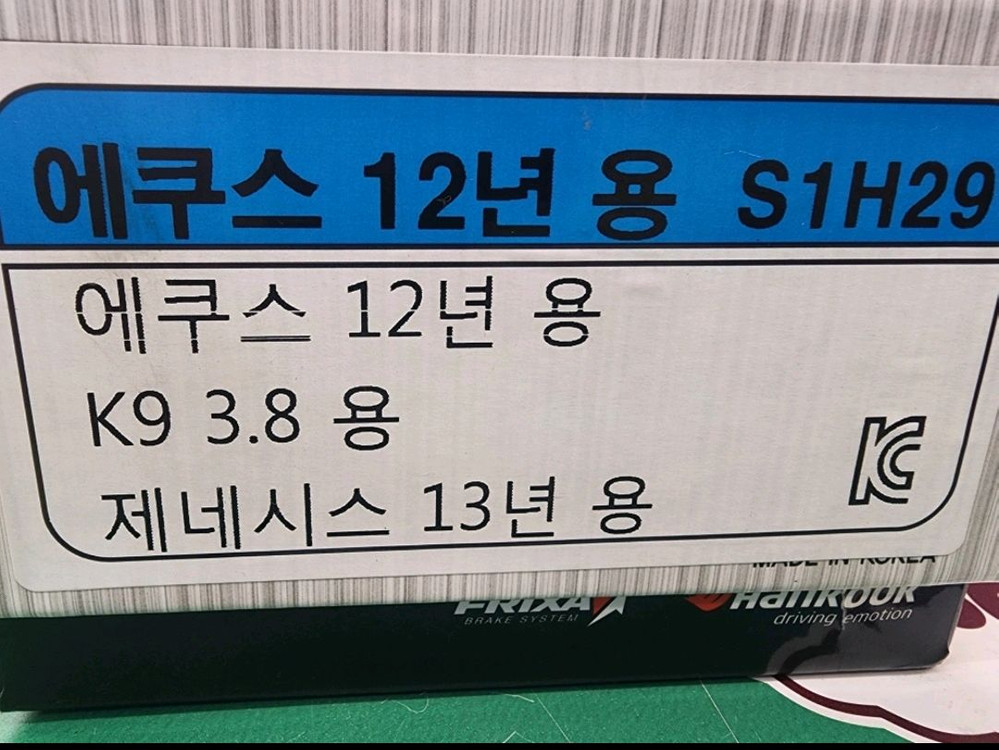 에쿠스 12년 용 S1H29
에쿠스 12년 용
K9 3.8 용
제네시스 13년 용
KC
MADE IN KOREA
FRIXA
BRAKE SYSTEM
Hankook
driving emotion